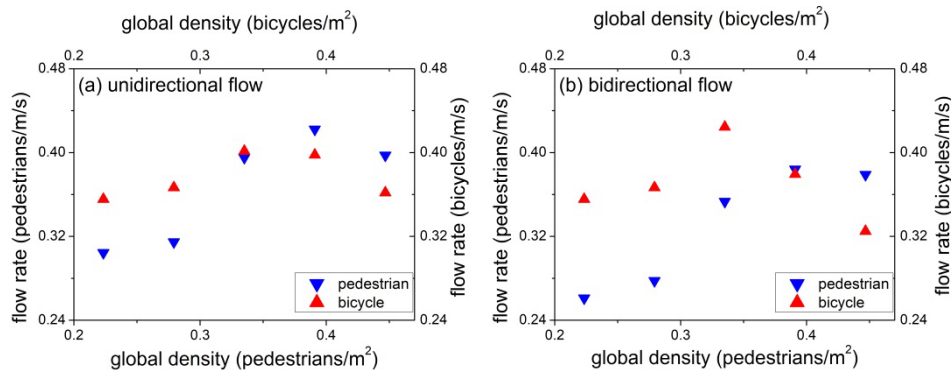 global density (bicycles/m²)
0.2 0.3 0.4
0.48 0.48
(a) unidirectional flow
0.40 0.40
0.32 0.32
0.24 0.24
flow rate (pedestrians/m/s)
flow rate (bicycles/m/s)
pedestrian
bicycle
0.2 0.3 0.4
global density (pedestrians/m²)
global density (bicycles/m²)
0.2 0.3 0.4
0.48 0.48
(b) bidirectional flow
0.40 0.40
0.32 0.32
0.24 0.24
flow rate (pedestrians/m/s)
flow rate (bicycles/m/s)
pedestrian
bicycle
0.2 0.3 0.4
global density (pedestrians/m²)